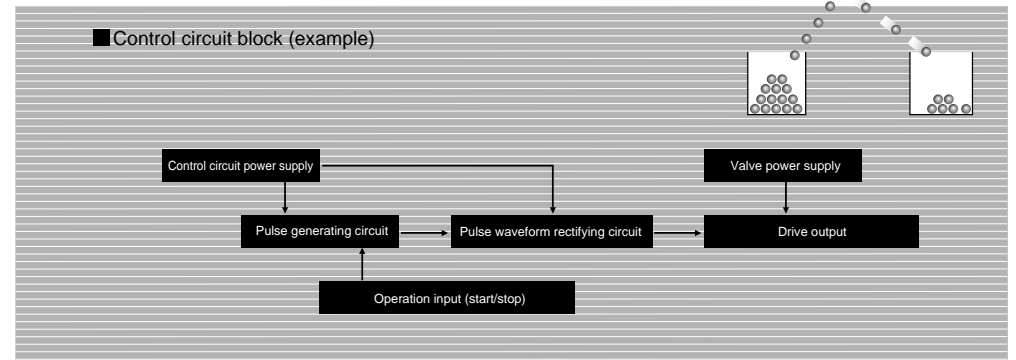 Control circuit block (example)
Control circuit power supply
Valve power supply
Pulse generating circuit
Pulse waveform rectifying circuit
Drive output
Operation input (start/stop)